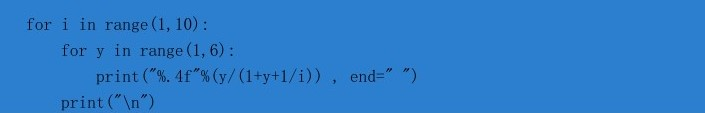 for i in range(1,10):
    for y in range(1,6):
        print("%.4f"%(y/(1+y+1/i)) , end=" ")
    print("\n")